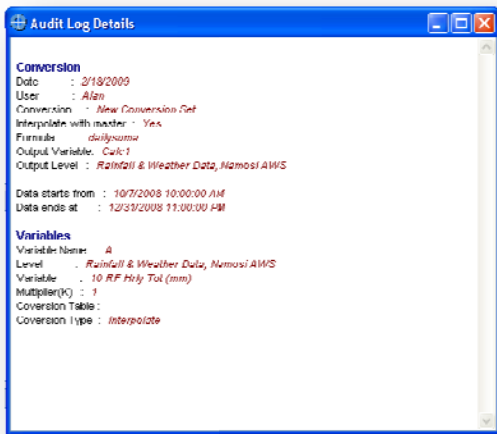 Audit Log Details
Conversion
Date : 2/18/2009
User : Alan
Conversion : New Conversion Set
Interpolate with master : Yes
Formula dailysuma
Output Variable. Calc1
Output Level : Rainfall & Weather Data, Namosi AWS
Data starts from : 10/7/2008 10:00:00 AM
Data ends at : 12/31/2008 11:00:00 PM
Variables
Variable Name A
Level . Rainfall & Weather Data, Namosi AWS
Variable . 10 RF Hrly Tot (mm)
Multiplier(K) : 1
Coversion Table :
Coversion Type : Interpolate